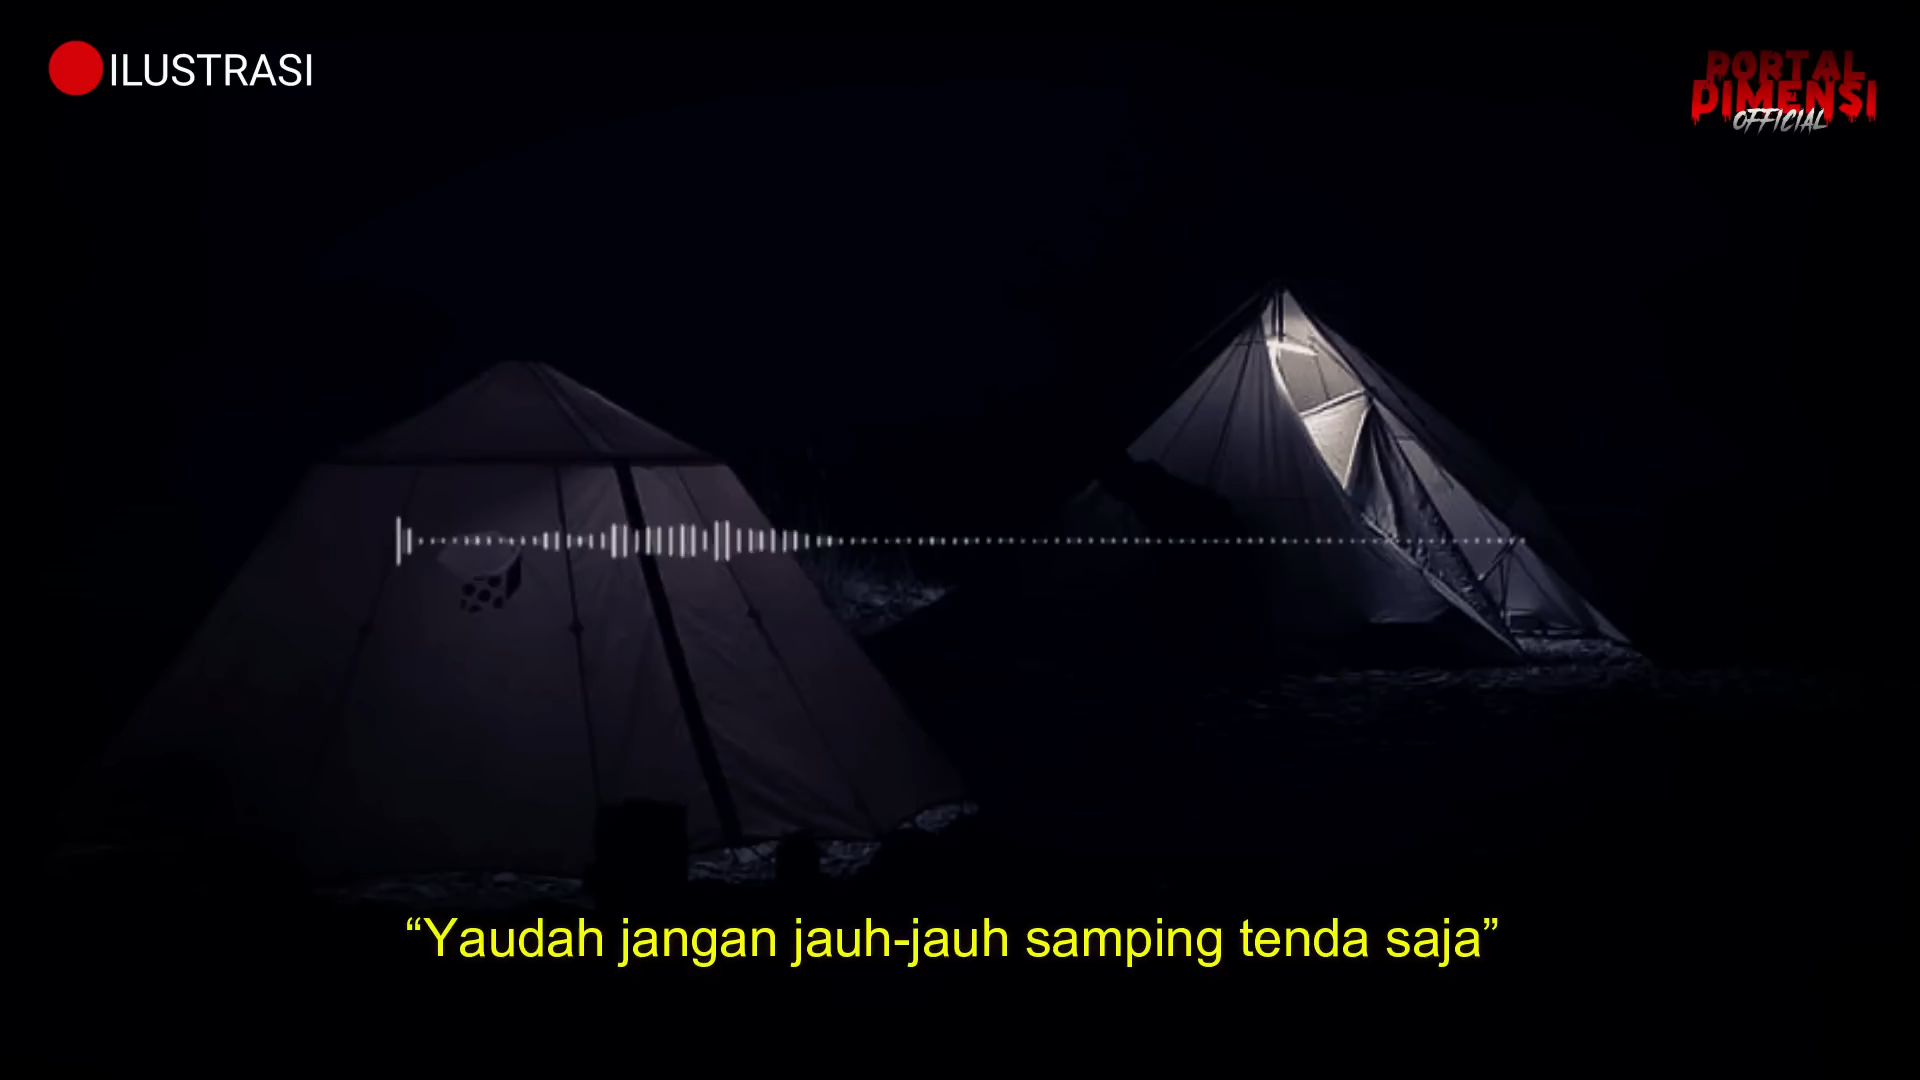 ILUSTRASI
PORTAL
DIMENSI
OFFICIAL
“Yaudah jangan jauh-jauh samping tenda saja”